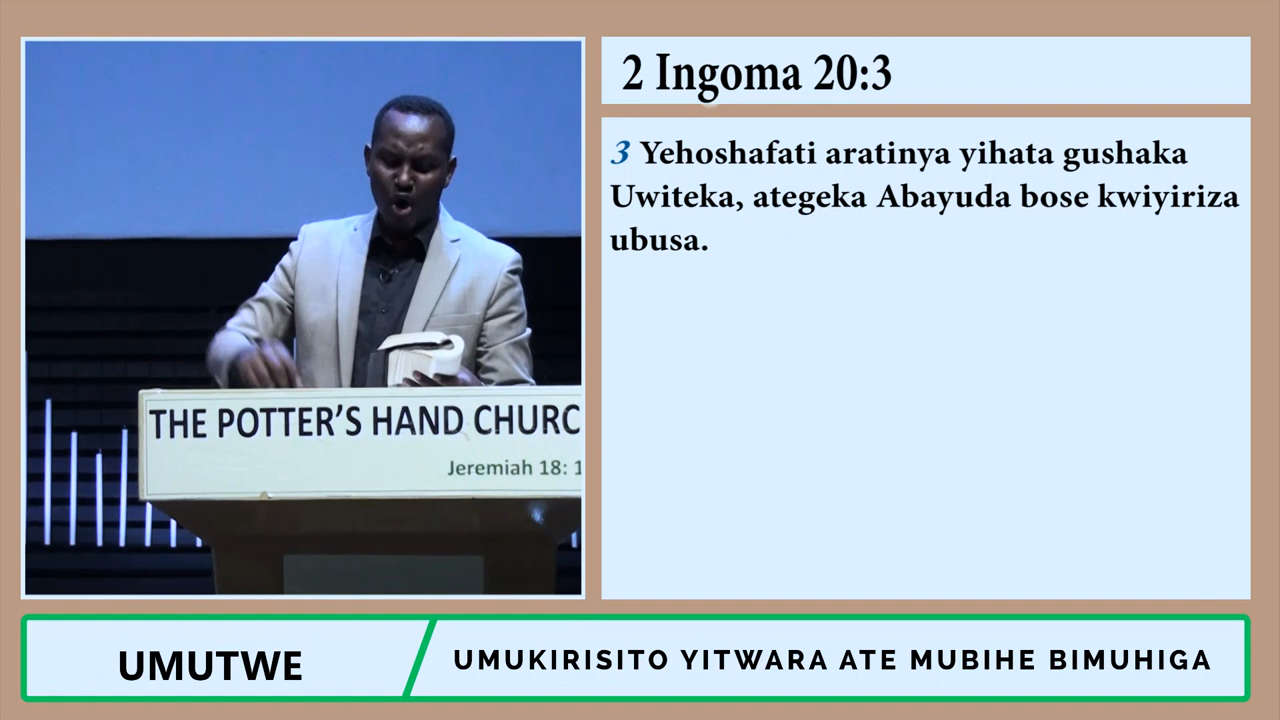 2 Ingoma 20:3
3 Yehoshafati aratinya yihata gushaka
Uwiteka, ategeka Abayuda bose kwiyiriza
ubusa.
THE POTTER'S HAND CHURC
Jeremiah 18: 1
UMUTWE
UMUKIRISITO YITWARA ATE MUBIHE BIMUHIGA